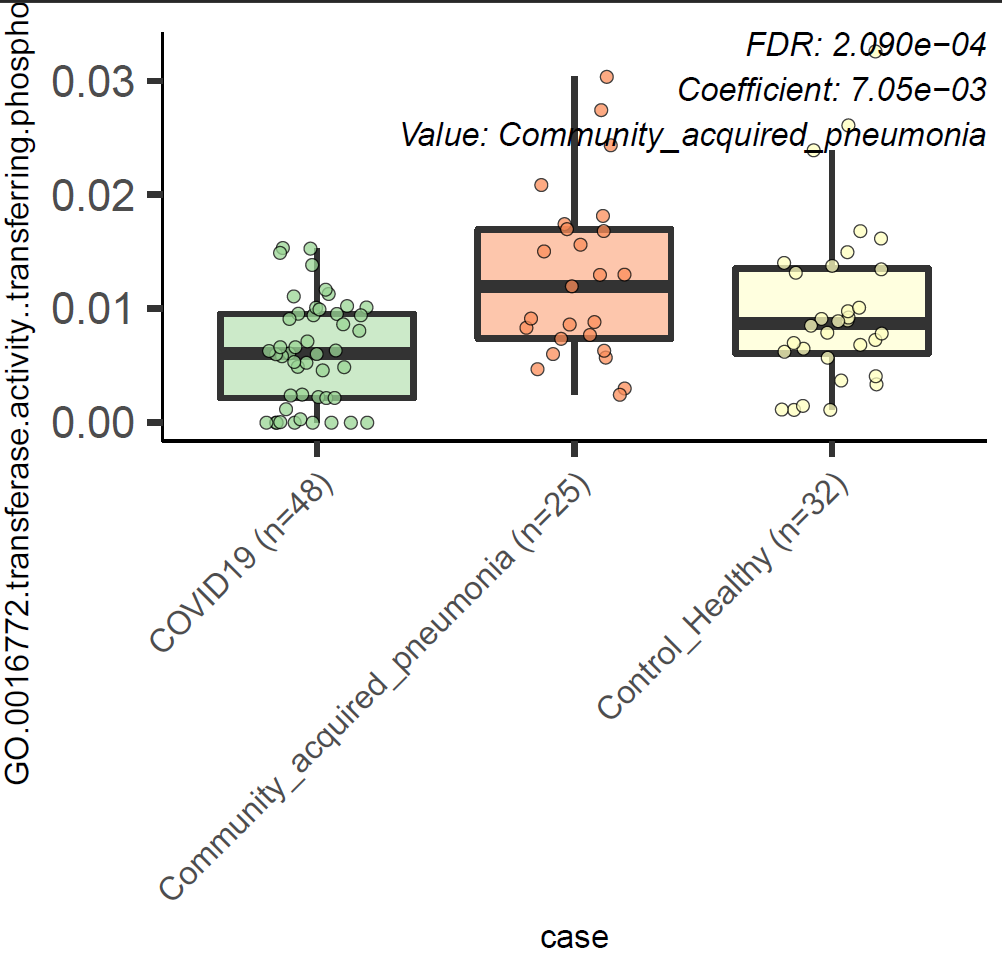 GO.0016772.transferase.activity..transferring.phospho
FDR: 2.090e−04
Coefficient: 7.05e−03
Value: Community_acquired_pneumonia
0.03
0.02
0.01
0.00
COVID19 (n=48)
Community_acquired_pneumonia (n=25)
Control_Healthy (n=32)
case